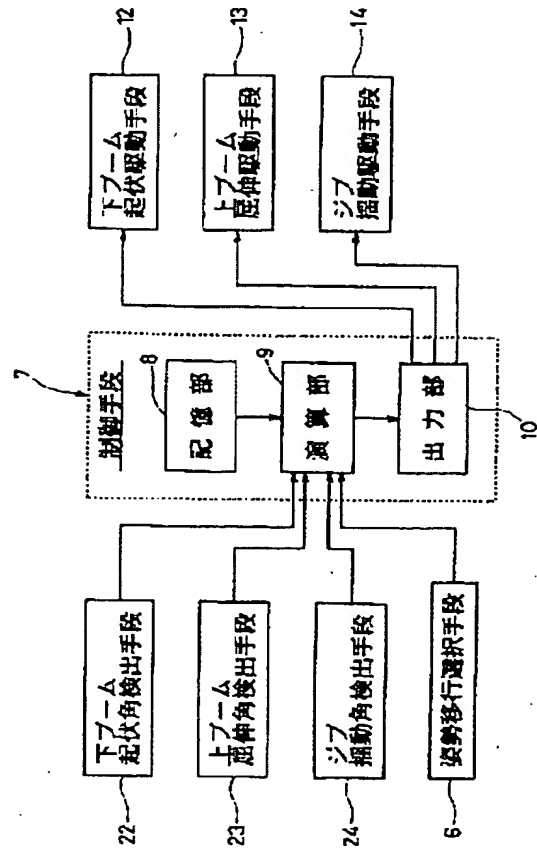 22
下ブーム
起伏角検出手段
23
上ブーム
屈伸角検出手段
24
ジブ
揺動角検出手段
6
姿勢移行選択手段
7
制御手段
8
記憶部
9
演算部
出力部
10
下ブーム
起伏駆動手段
12
上ブーム
屈伸駆動手段
13
ジブ
揺動駆動手段
14